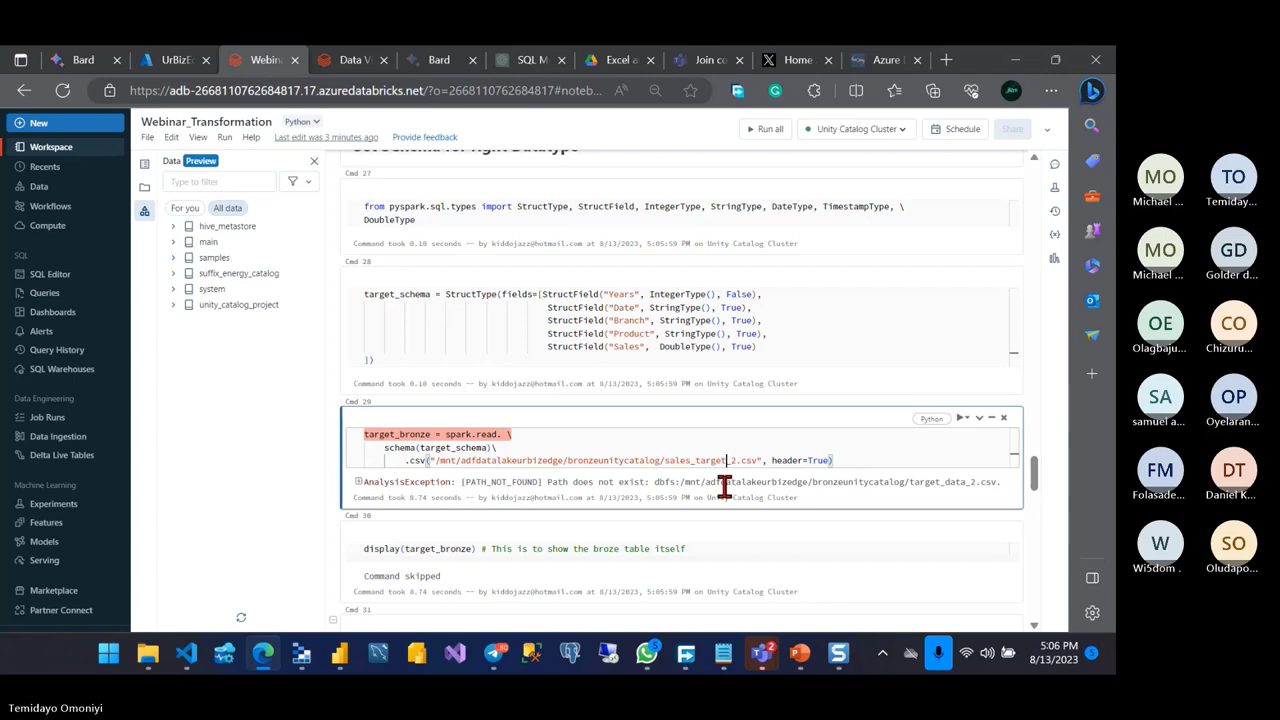 Bard
UrBizE
Webina
Data V
Bard
SQL M
Excel a
Join co
Home
Azure
https://adb-2668110762684717.17.azuredatabricks.net/?o=2668110762684717#noteb...
New
Workspace
Recents
Data
Workflows
Compute
SQL
SQL Editor
Queries
Dashboards
Alerts
Query History
SQL Warehouses
Data Engineering
Job Runs
Data Ingestion
Delta Live Tables
Machine Learning
Experiments
Features
Models
Serving
Marketplace
Partner Connect
Webinar_Transformation
Python
File Edit View Run Help Last edit was 3 minutes ago Provide feedback
Run all
Unity Catalog Cluster
Schedule
Share
Data Preview
Type to filter
For you All data
hive_metastore
main
samples
suffix_energy_catalog
system
unity_catalog_project
Cmd 27
from pyspark.sql.types import StructType, StructField, IntegerType, StringType, DateType, TimestampType, \
DoubleType
Command took 0.10 seconds -- by kiddojazz@hotmail.com at 8/13/2023, 5:05:59 PM on Unity Catalog Cluster
Cmd 28
target_schema = StructType(fields=[StructField("Years", IntegerType(), False),
StructField("Date", StringType(), True),
StructField("Branch", StringType(), True),
StructField("Product", StringType(), True),
StructField("Sales", DoubleType(), True)
])
Command took 0.10 seconds -- by kiddojazz@hotmail.com at 8/13/2023, 5:05:59 PM on Unity Catalog Cluster
Cmd 29
Python
target_bronze = spark.read. \
schema(target_schema)\
.csv("/mnt/adfdatalakeurbizedge/bronzeunitycatalog/sales_target_2.csv", header=True)
AnalysisException: [PATH_NOT_FOUND] Path does not exist: dbfs:/mnt/adfdatalakeurbizedge/bronzeunitycatalog/target_data_2.csv.
Command took 8.74 seconds -- by kiddojazz@hotmail.com at 8/13/2023, 5:05:59 PM on Unity Catalog Cluster
Cmd 30
display(target_bronze) # This is to show the broze table itself
Command skipped
Command took 8.74 seconds -- by kiddojazz@hotmail.com at 8/13/2023, 5:05:59 PM on Unity Catalog Cluster
Cmd 31
5:06 PM
8/13/2023
MO
Michael ...
TO
Temiday...
MO
Michael ...
GD
Golder d...
OE
Olagbaju...
CO
Chizuru...
SA
samuel a...
OP
Oyelaran...
FM
Folasade...
DT
Daniel K...
W
Wi5dom .
SO
Oludapo...
Temidayo Omoniyi